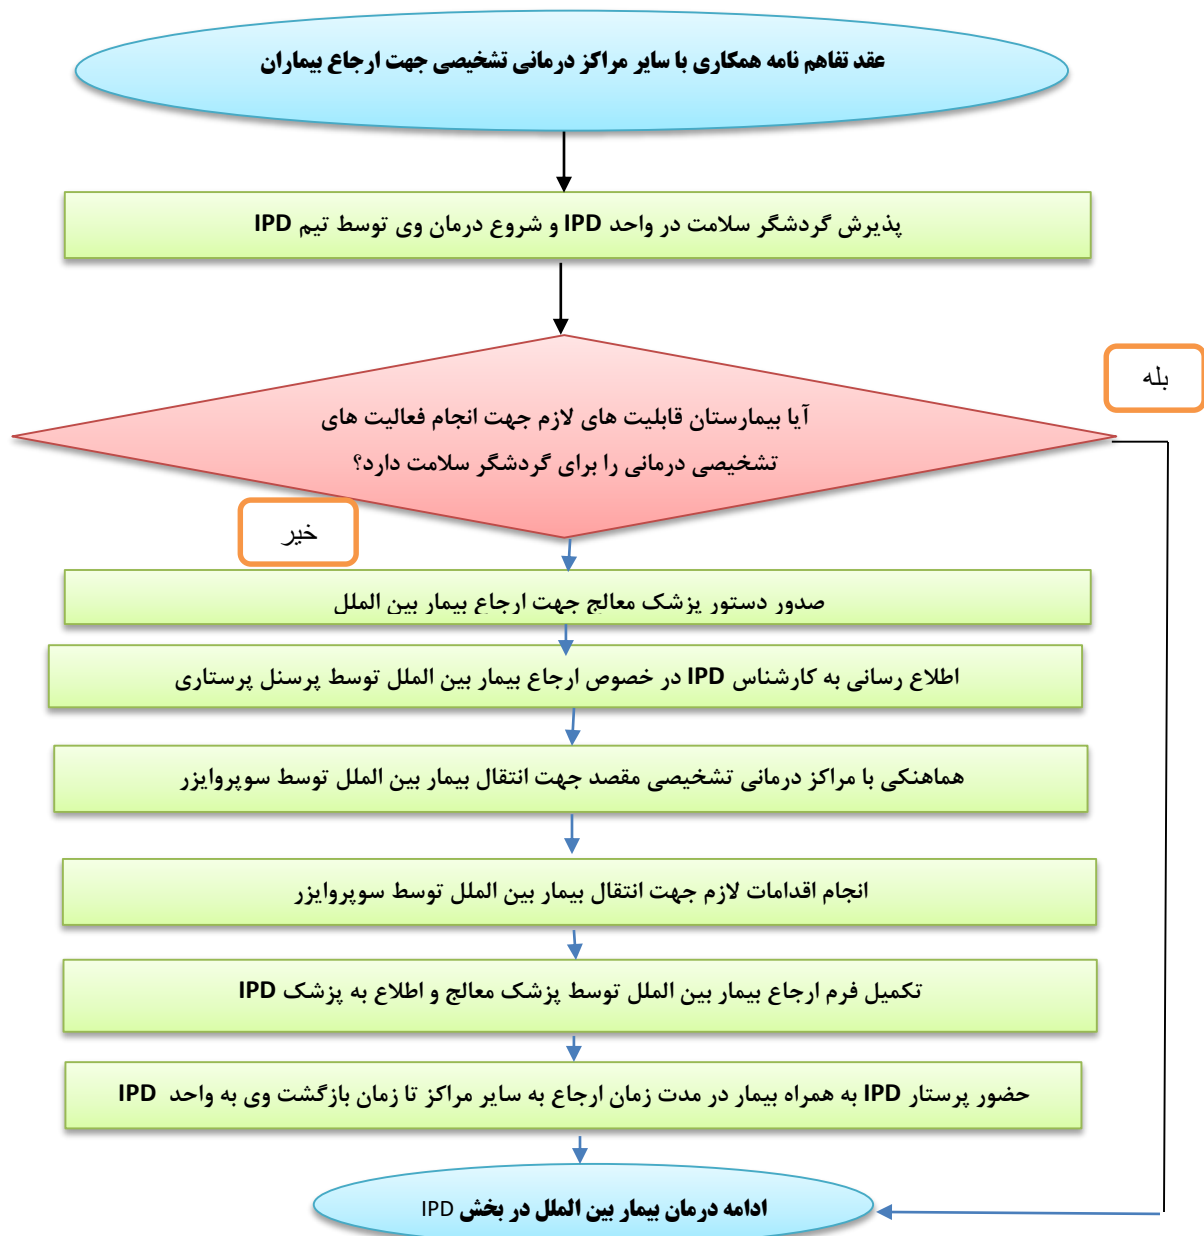 عقد تفاهم نامه همکاری با سایر مراکز درمانی تشخیصی جهت ارجاع بیماران
پذیرش گردشگر سلامت در واحد IPD و شروع درمان وی توسط تیم IPD
بله
آیا بیمارستان قابلیت های لازم جهت انجام فعالیت های
تشخیصی درمانی را برای گردشگر سلامت دارد؟
خیر
صدور دستور پزشک معالج جهت ارجاع بیمار بین الملل
اطلاع رسانی به کارشناس IPD در خصوص ارجاع بیمار بین الملل توسط پرسنل پرستاری
هماهنکی با مراکز درمانی تشخیصی مقصد جهت انتقال بیمار بین الملل توسط سوپروایزر
انجام اقدامات لازم جهت انتقال بیمار بین الملل توسط سوپروایزر
تکمیل فرم ارجاع بیمار بین الملل توسط پزشک معالج و اطلاع به پزشک IPD
حضور پرستار IPD به همراه بیمار در مدت زمان ارجاع به سایر مراکز تا زمان بازگشت وی به واحد IPD
ادامه درمان بیمار بین الملل در بخش IPD